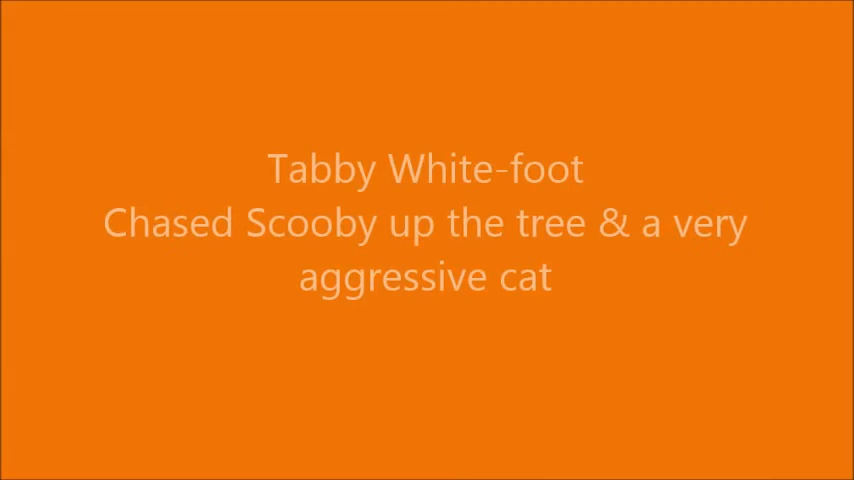 Tabby White-foot
Chased Scooby up the tree & a very
aggressive cat